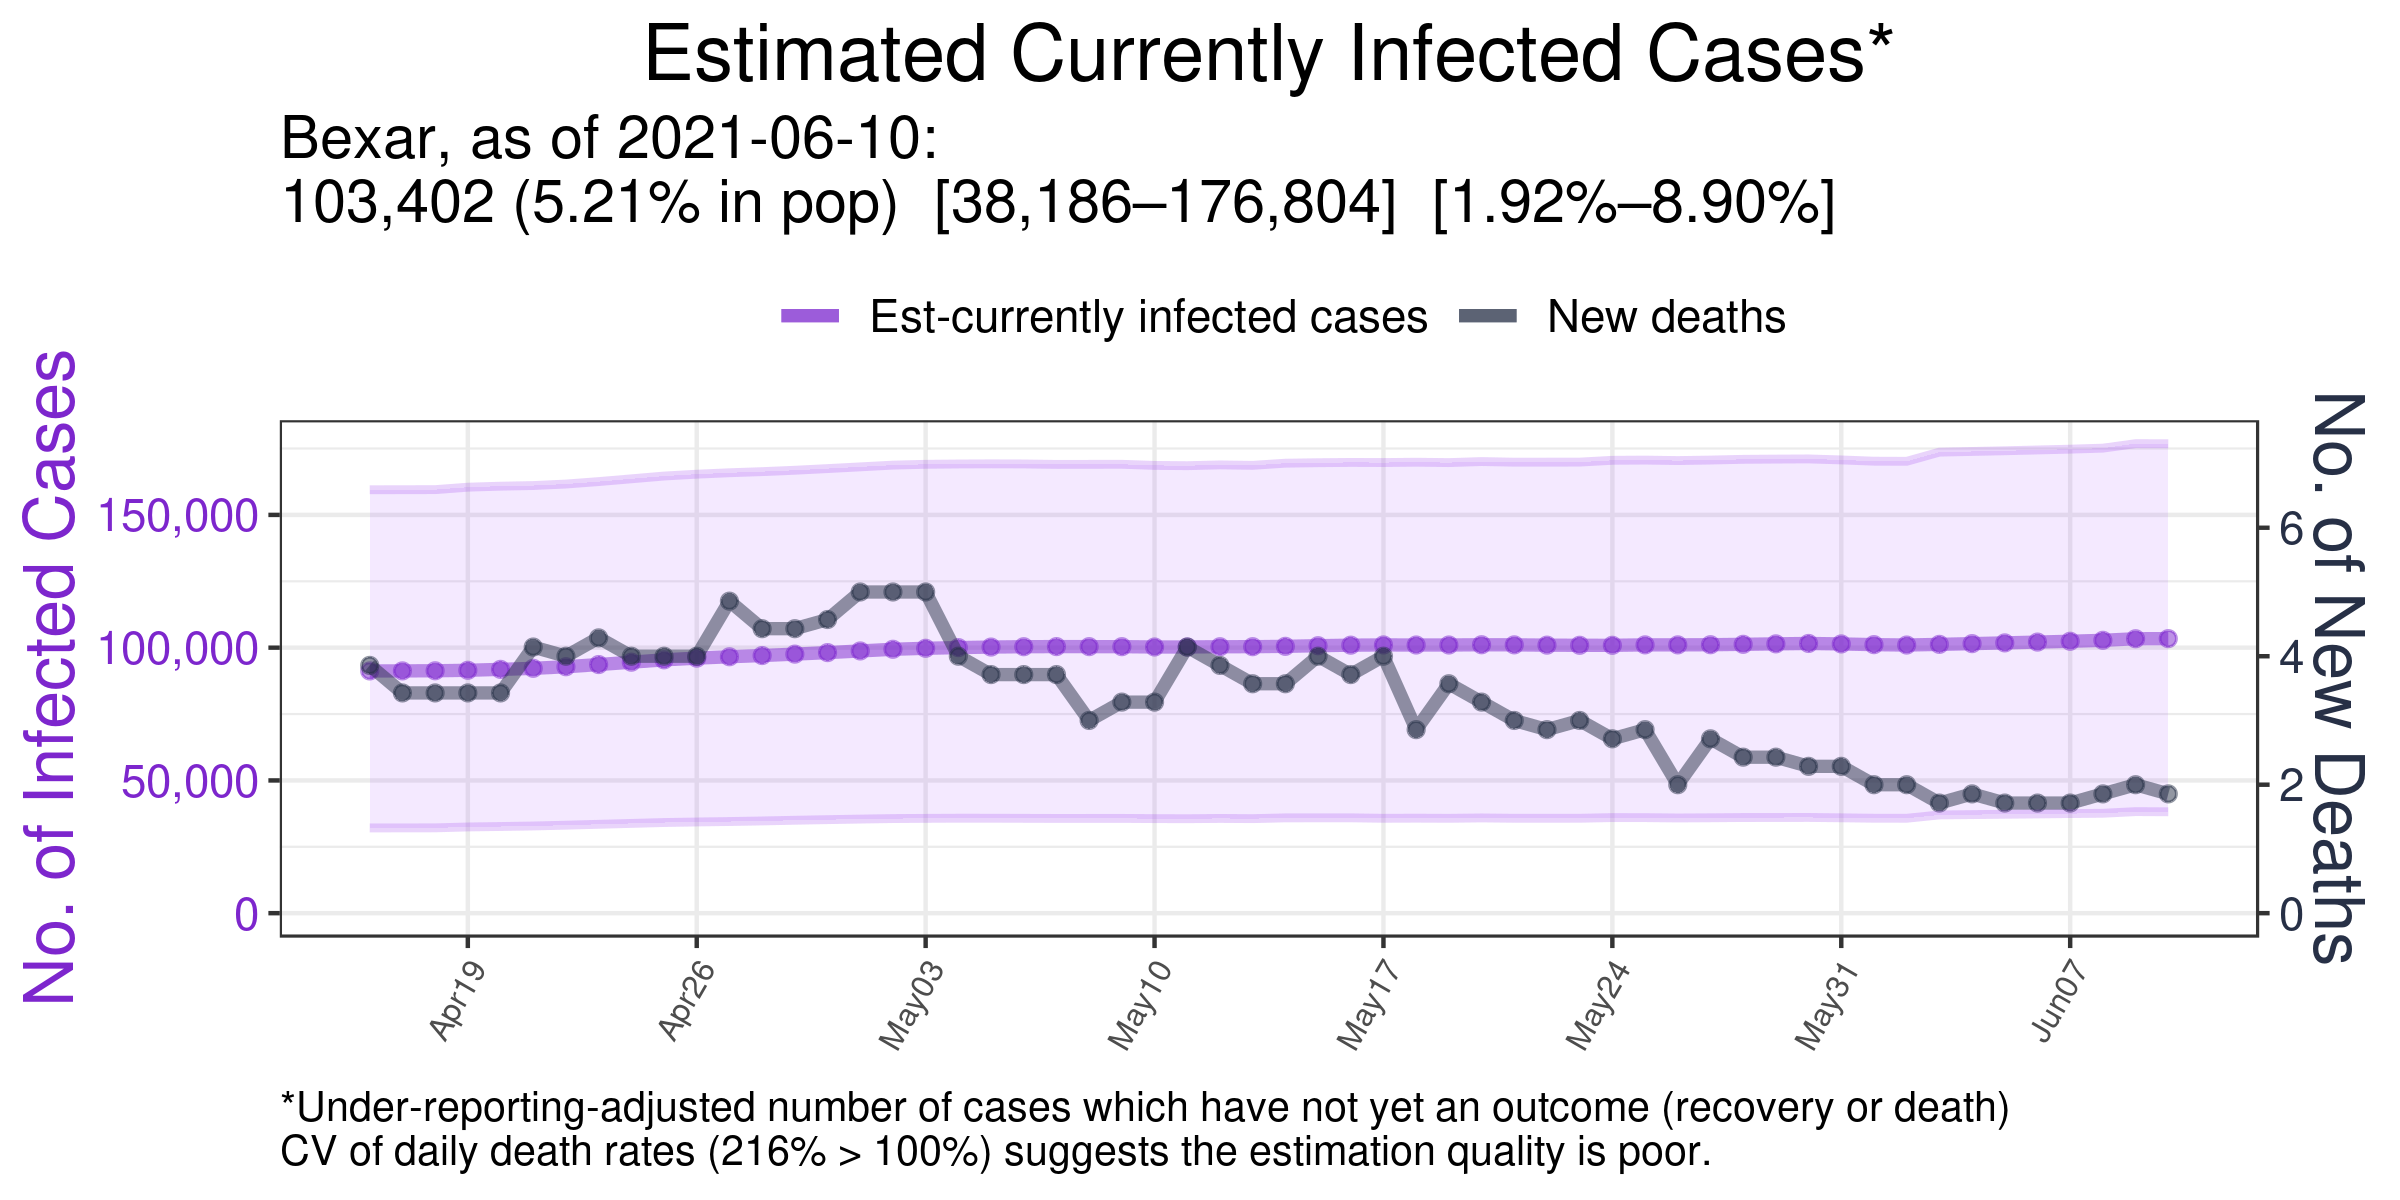 Estimated Currently Infected Cases*
Bexar, as of 2021-06-10:
103,402 (5.21% in pop)  [38,186–176,804]  [1.92%–8.90%]
Est-currently infected cases
New deaths
No. of Infected Cases
150,000
100,000
50,000
0
No. of New Deaths
6
4
2
0
Apr19
Apr26
May03
May10
May17
May24
May31
Jun07
*Under-reporting-adjusted number of cases which have not yet an outcome (recovery or death)
CV of daily death rates (216% > 100%) suggests the estimation quality is poor.